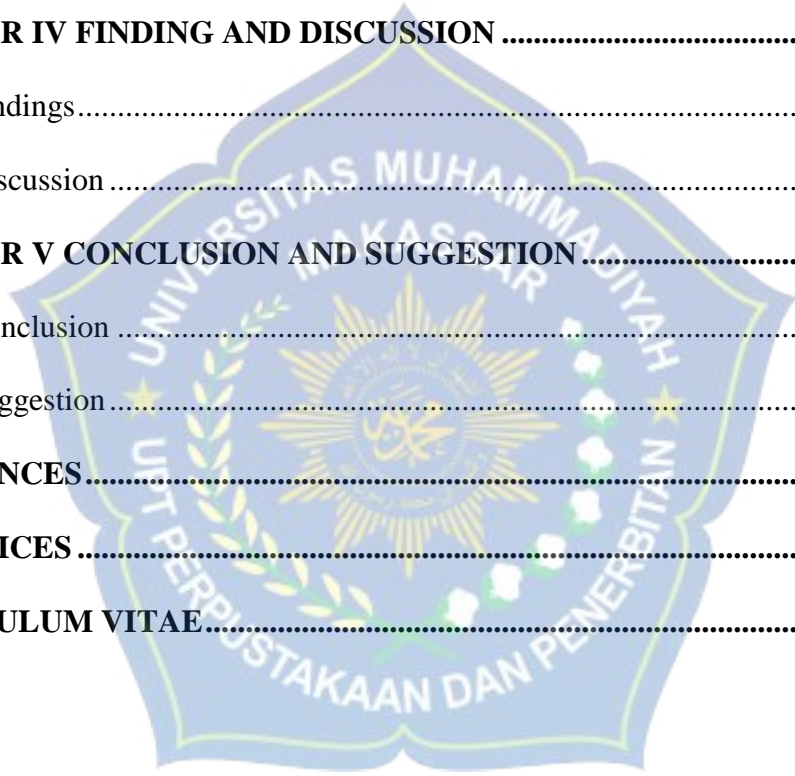 R IV FINDING AND DISCUSSION ........................................
ndings ........................................
scussion ........................................
R V CONCLUSION AND SUGGESTION ........................................
nclusion ........................................
ggestion ........................................
NCES ........................................
ICES ........................................
ULUM VITAE ........................................
UNIVERSITAS MUHAMMADIYAH
MAKASSAR
UPT PERPUSTAKAAN DAN PENERBITAN